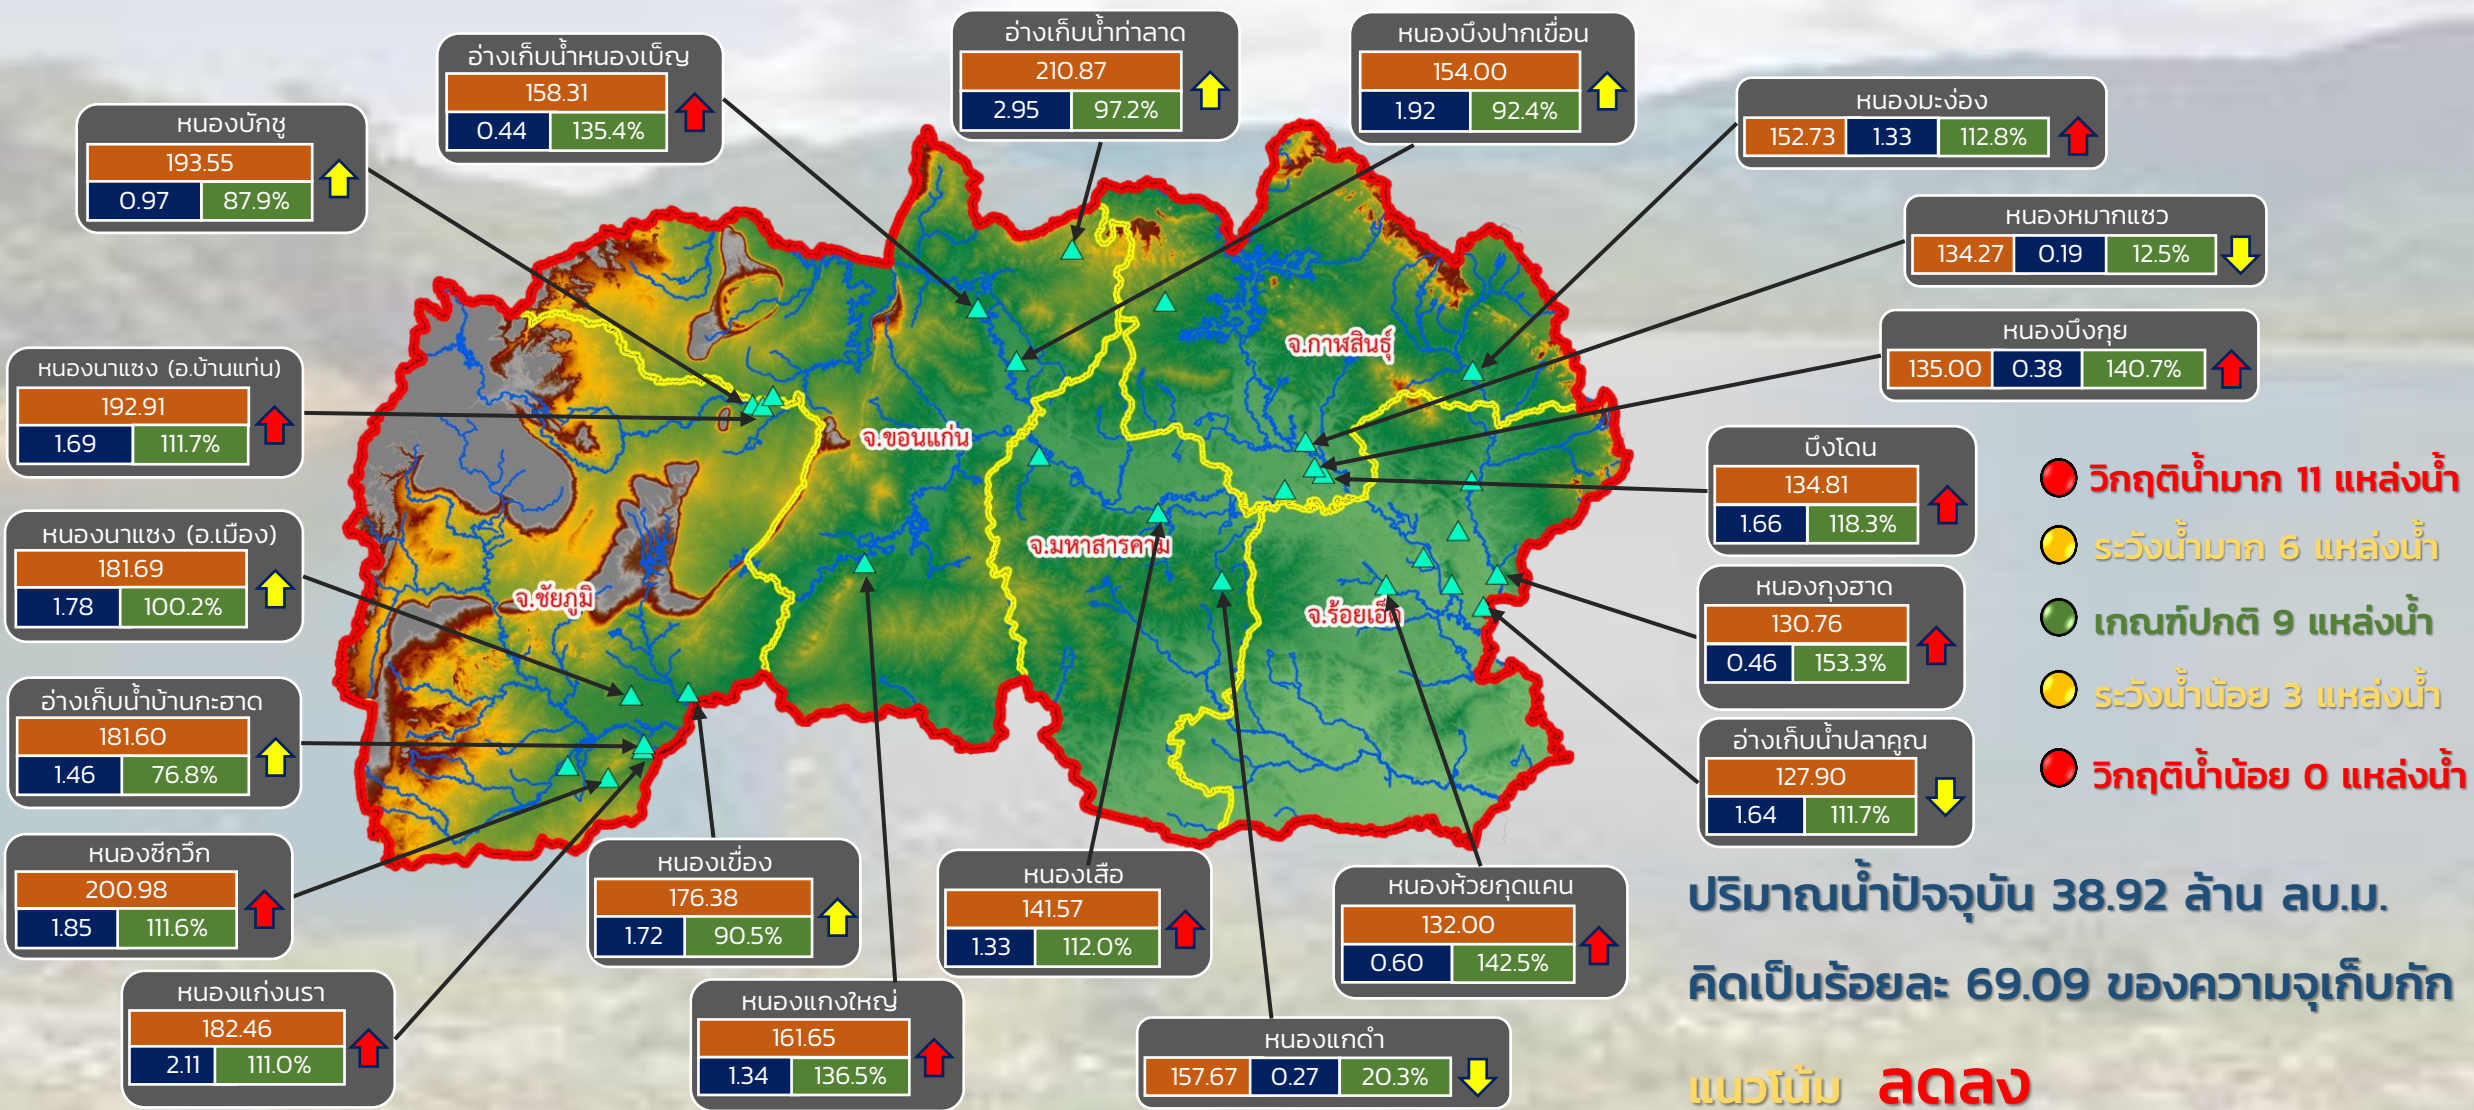 อ่างเก็บน้ำท่าลาด
210.87
2.95 97.2%
หนองบึงปากเขื่อน
154.00
1.92 92.4%
อ่างเก็บน้ำหนองเบ็ญ
158.31
0.44 135.4%
หนองมะง่อง
152.73 1.33 112.8%
หนองบักชู
193.55
0.97 87.9%
หนองหมากแซว
134.27 0.19 12.5%
หนองบึงกุย
135.00 0.38 140.7%
หนองนาแซง (อ.บ้านแท่น)
192.91
1.69 111.7%
จ.กาฬสินธุ์
จ.ขอนแก่น
จ.มหาสารคาม
จ.ชัยภูมิ
จ.ร้อยเอ็ด
บึงโดน
134.81
1.66 118.3%
หนองนาแซง (อ.เมือง)
181.69
1.78 100.2%
หนองกุงฮาด
130.76
0.46 153.3%
อ่างเก็บน้ำบ้านกะฮาด
181.60
1.46 76.8%
อ่างเก็บน้ำปลาคูณ
127.90
1.64 111.7%
หนองซีกวึก
200.98
1.85 111.6%
หนองเขื่อง
176.38
1.72 90.5%
หนองเสือ
141.57
1.33 112.0%
หนองห้วยกุดแคน
132.00
0.60 142.5%
หนองแก่งนรา
182.46
2.11 111.0%
หนองแกงใหญ่
161.65
1.34 136.5%
หนองแกดำ
157.67 0.27 20.3%
วิกฤติน้ำมาก 11 แหล่งน้ำ
ระวังน้ำมาก 6 แหล่งน้ำ
เกณฑ์ปกติ 9 แหล่งน้ำ
ระวังน้ำน้อย 3 แหล่งน้ำ
วิกฤติน้ำน้อย 0 แหล่งน้ำ
ปริมาณน้ำปัจจุบัน 38.92 ล้าน ลบ.ม.
คิดเป็นร้อยละ 69.09 ของความจุเก็บกัก
แนวโน้ม ลดลง